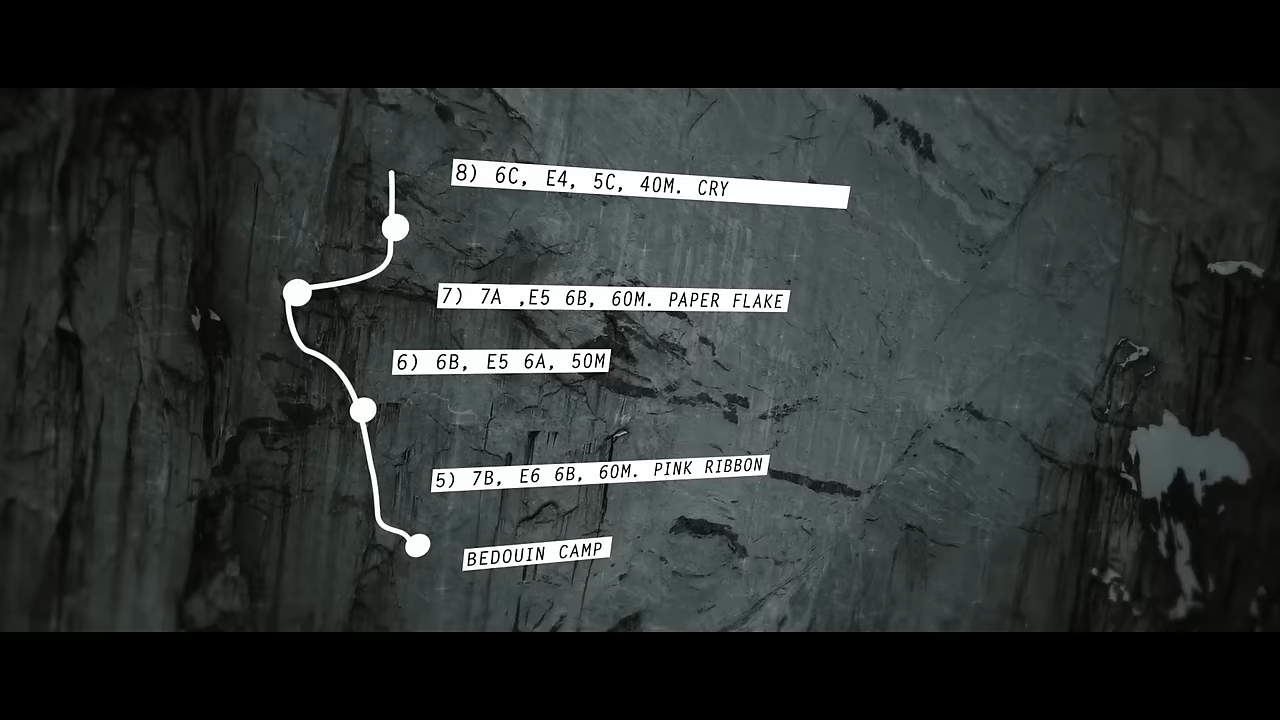 8) 6C, E4, 5C, 40M. CRY
7) 7A ,E5 6B, 60M. PAPER FLAKE
6) 6B, E5 6A, 50M
5) 7B, E6 6B, 60M. PINK RIBBON
BEDOUIN CAMP